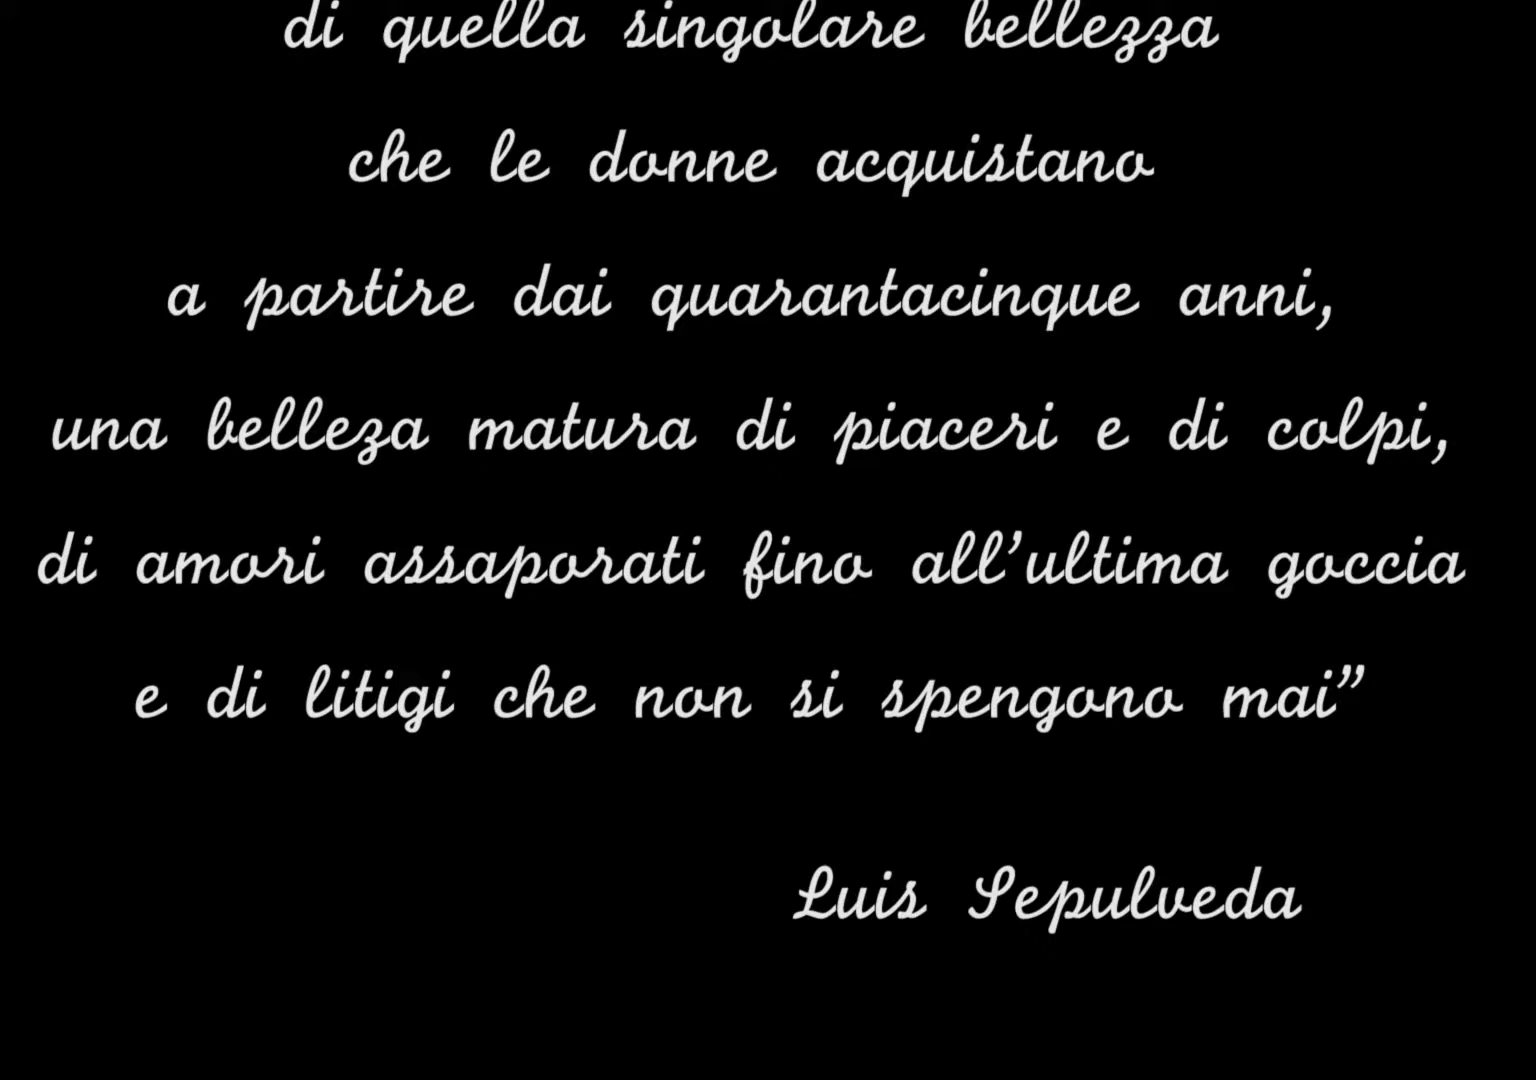 di quella singolare bellezza
che le donne acquistano
a partire dai quarantacinque anni,
una belleza matura di piaceri e di colpi,
di amori assaporati fino all’ultima goccia
e di litigi che non si spengono mai”
Luis Sepulveda